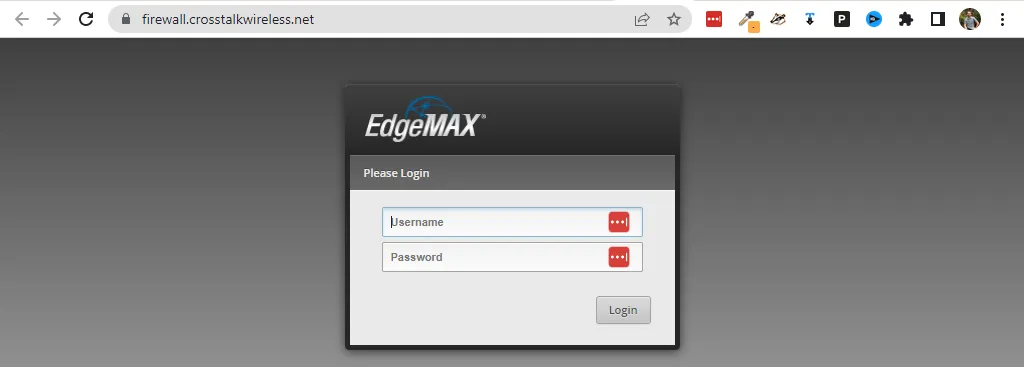 firewall.crosstalkwireless.net
P
EdgeMAX®
Please Login
Username
Password
Login